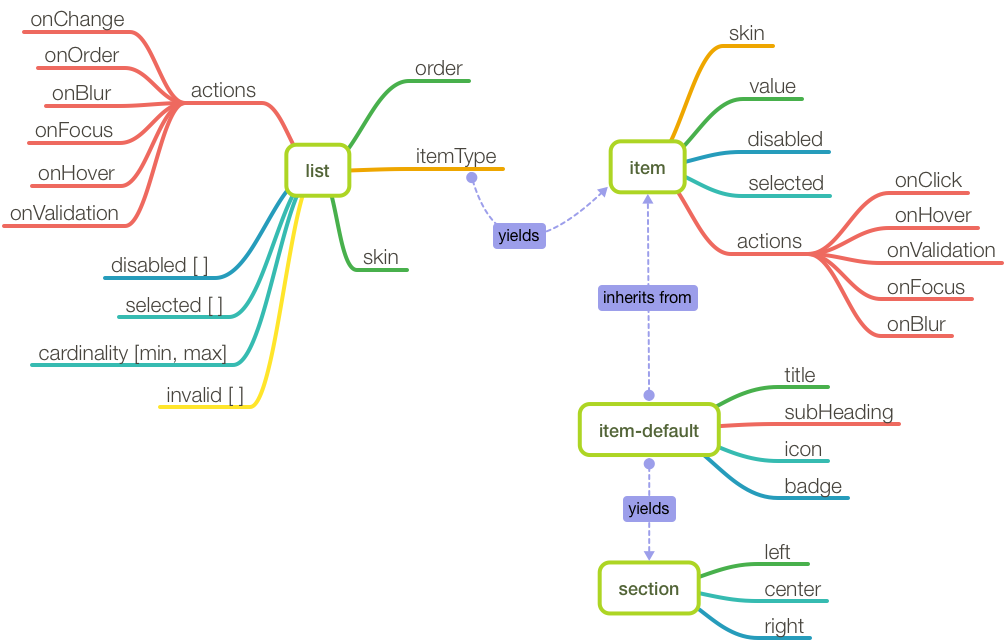 onChange
onOrder
onBlur
onFocus
onHover
onValidation
actions
order
list
itemType
skin
disabled [ ]
selected [ ]
cardinality [min, max]
invalid [ ]
yields
skin
value
disabled
selected
item
actions
onClick
onHover
onValidation
onFocus
onBlur
inherits from
title
subHeading
icon
badge
item-default
yields
section
left
center
right